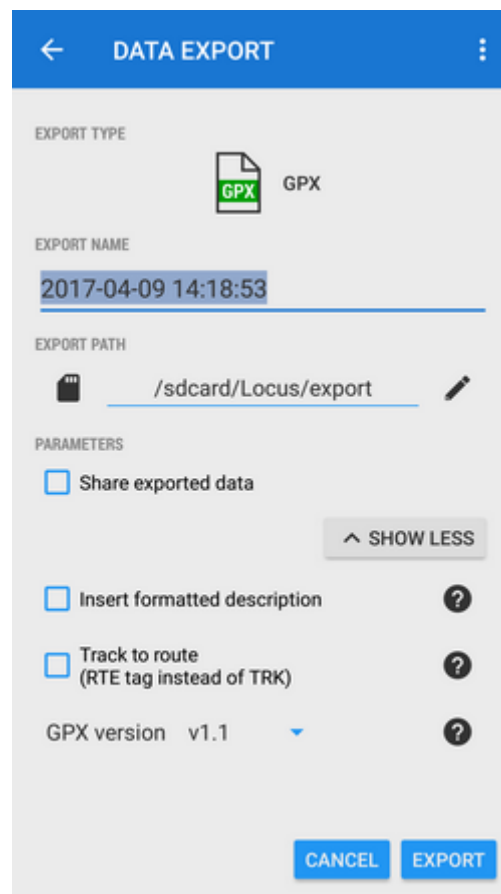 DATA EXPORT
EXPORT TYPE
GPX
GPX
EXPORT NAME
2017-04-09 14:18:53
EXPORT PATH
/sdcard/Locus/export
PARAMETERS
Share exported data
SHOW LESS
Insert formatted description
?
Track to route
(RTE tag instead of TRK)
?
GPX version v1.1
?
CANCEL EXPORT